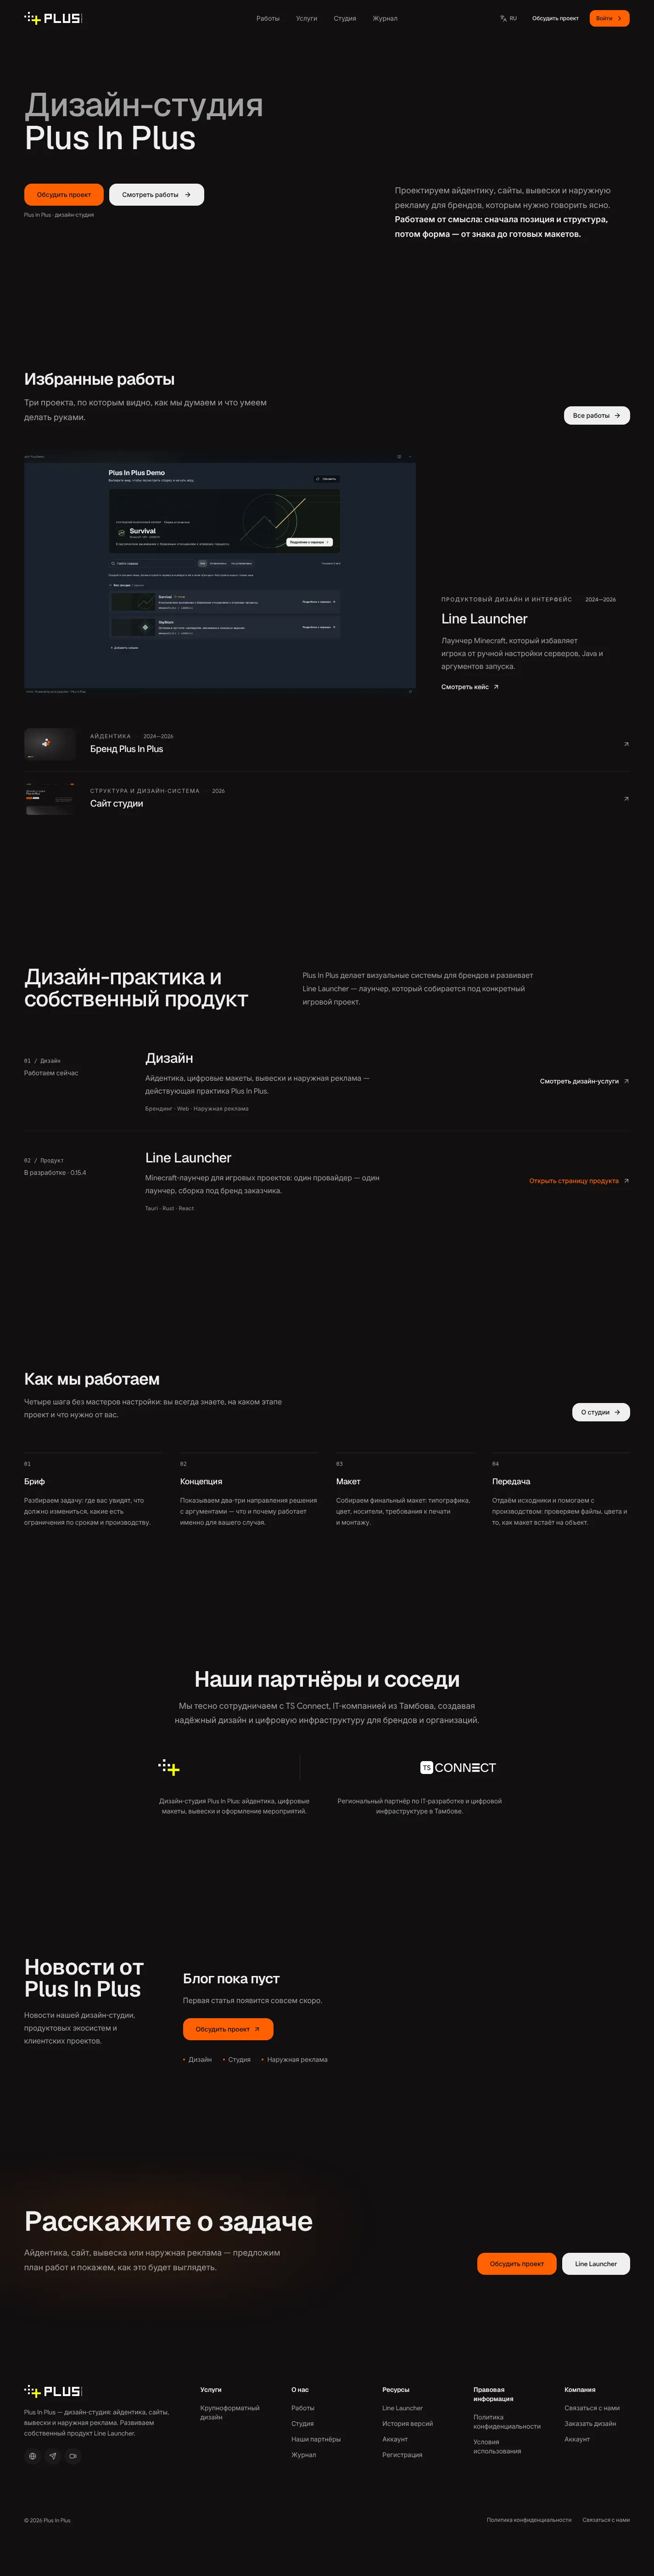 PLUS
Работы
Услуги
Студия
Журнал
RU
Обсудить проект
Войти
Дизайн-студия
Plus In Plus
Обсудить проект
Смотреть работы
Plus In Plus · дизайн-студия
Проектируем айдентику, сайты, вывески и наружную
рекламу для брендов, которым нужно говорить ясно.
Работаем от смысла: сначала позиция и структура,
потом форма — от знака до готовых макетов.
Избранные работы
Три проекта, по которым видно, как мы думаем и что умеем
делать руками.
Все работы
Plus In Plus Demo
Survival
Подробнее о сервере
Survival
SkyBlock
ПРОДУКТОВЫЙ ДИЗАЙН И ИНТЕРФЕЙС
2024—2026
Line Launcher
Лаунчер Minecraft, который избавляет
игрока от ручной настройки серверов, Java и
аргументов запуска.
Смотреть кейс
АЙДЕНТИКА
2024—2026
Бренд Plus In Plus
СТРУКТУРА И ДИЗАЙН-СИСТЕМА
2026
Сайт студии
Дизайн-практика и
собственный продукт
Plus In Plus делает визуальные системы для брендов и развивает
Line Launcher — лаунчер, который собирается под конкретный
игровой проект.
01 / Дизайн
Работаем сейчас
Дизайн
Айдентика, цифровые макеты, вывески и наружная реклама —
действующая практика Plus In Plus.
Брендинг · Web · Наружная реклама
Смотреть дизайн-услуги
02 / Продукт
В разработке · 0.15.4
Line Launcher
Minecraft-лаунчер для игровых проектов: один провайдер — один
лаунчер, сборка под бренд заказчика.
Tauri · Rust · React
Открыть страницу продукта
Как мы работаем
Четыре шага без мастеров настройки: вы всегда знаете, на каком этапе
проект и что нужно от вас.
О студии
01
Бриф
Разбираем задачу: где вас увидят, что
должно измениться, какие есть
ограничения по срокам и производству.
02
Концепция
Показываем два-три направления решения
с аргументами — что и почему работает
именно для вашего случая.
03
Макет
Собираем финальный макет: типографика,
цвет, носители, требования к печати
и монтажу.
04
Передача
Отдаём исходники и помогаем с
производством: проверяем файлы, цвета и
то, как макет встаёт на объект.
Наши партнёры и соседи
Мы тесно сотрудничаем с TS Connect, IT-компанией из Тамбова, создавая
надёжный дизайн и цифровую инфраструктуру для брендов и организаций.
TS CONNECT
Дизайн-студия Plus In Plus: айдентика, цифровые
макеты, вывески и оформление мероприятий.
Региональный партнёр по IT-разработке и цифровой
инфраструктуре в Тамбове.
Новости от
Plus In Plus
Новости нашей дизайн-студии,
продуктовых экосистем и
клиентских проектов.
Блог пока пуст
Первая статья появится совсем скоро.
Обсудить проект
Дизайн
Студия
Наружная реклама
Расскажите о задаче
Айдентика, сайт, вывеска или наружная реклама — предложим
план работ и покажем, как это будет выглядеть.
Обсудить проект
Line Launcher
PLUS
Plus In Plus — дизайн-студия: айдентика, сайты,
вывески и наружная реклама. Развиваем
собственный продукт Line Launcher.
Услуги
Крупноформатный
дизайн
О нас
Работы
Студия
Наши партнёры
Журнал
Ресурсы
Line Launcher
История версий
Аккаунт
Регистрация
Правовая
информация
Политика
конфиденциальности
Условия
использования
Компания
Связаться с нами
Заказать дизайн
Аккаунт
© 2026 Plus In Plus
Политика конфиденциальности
Связаться с нами